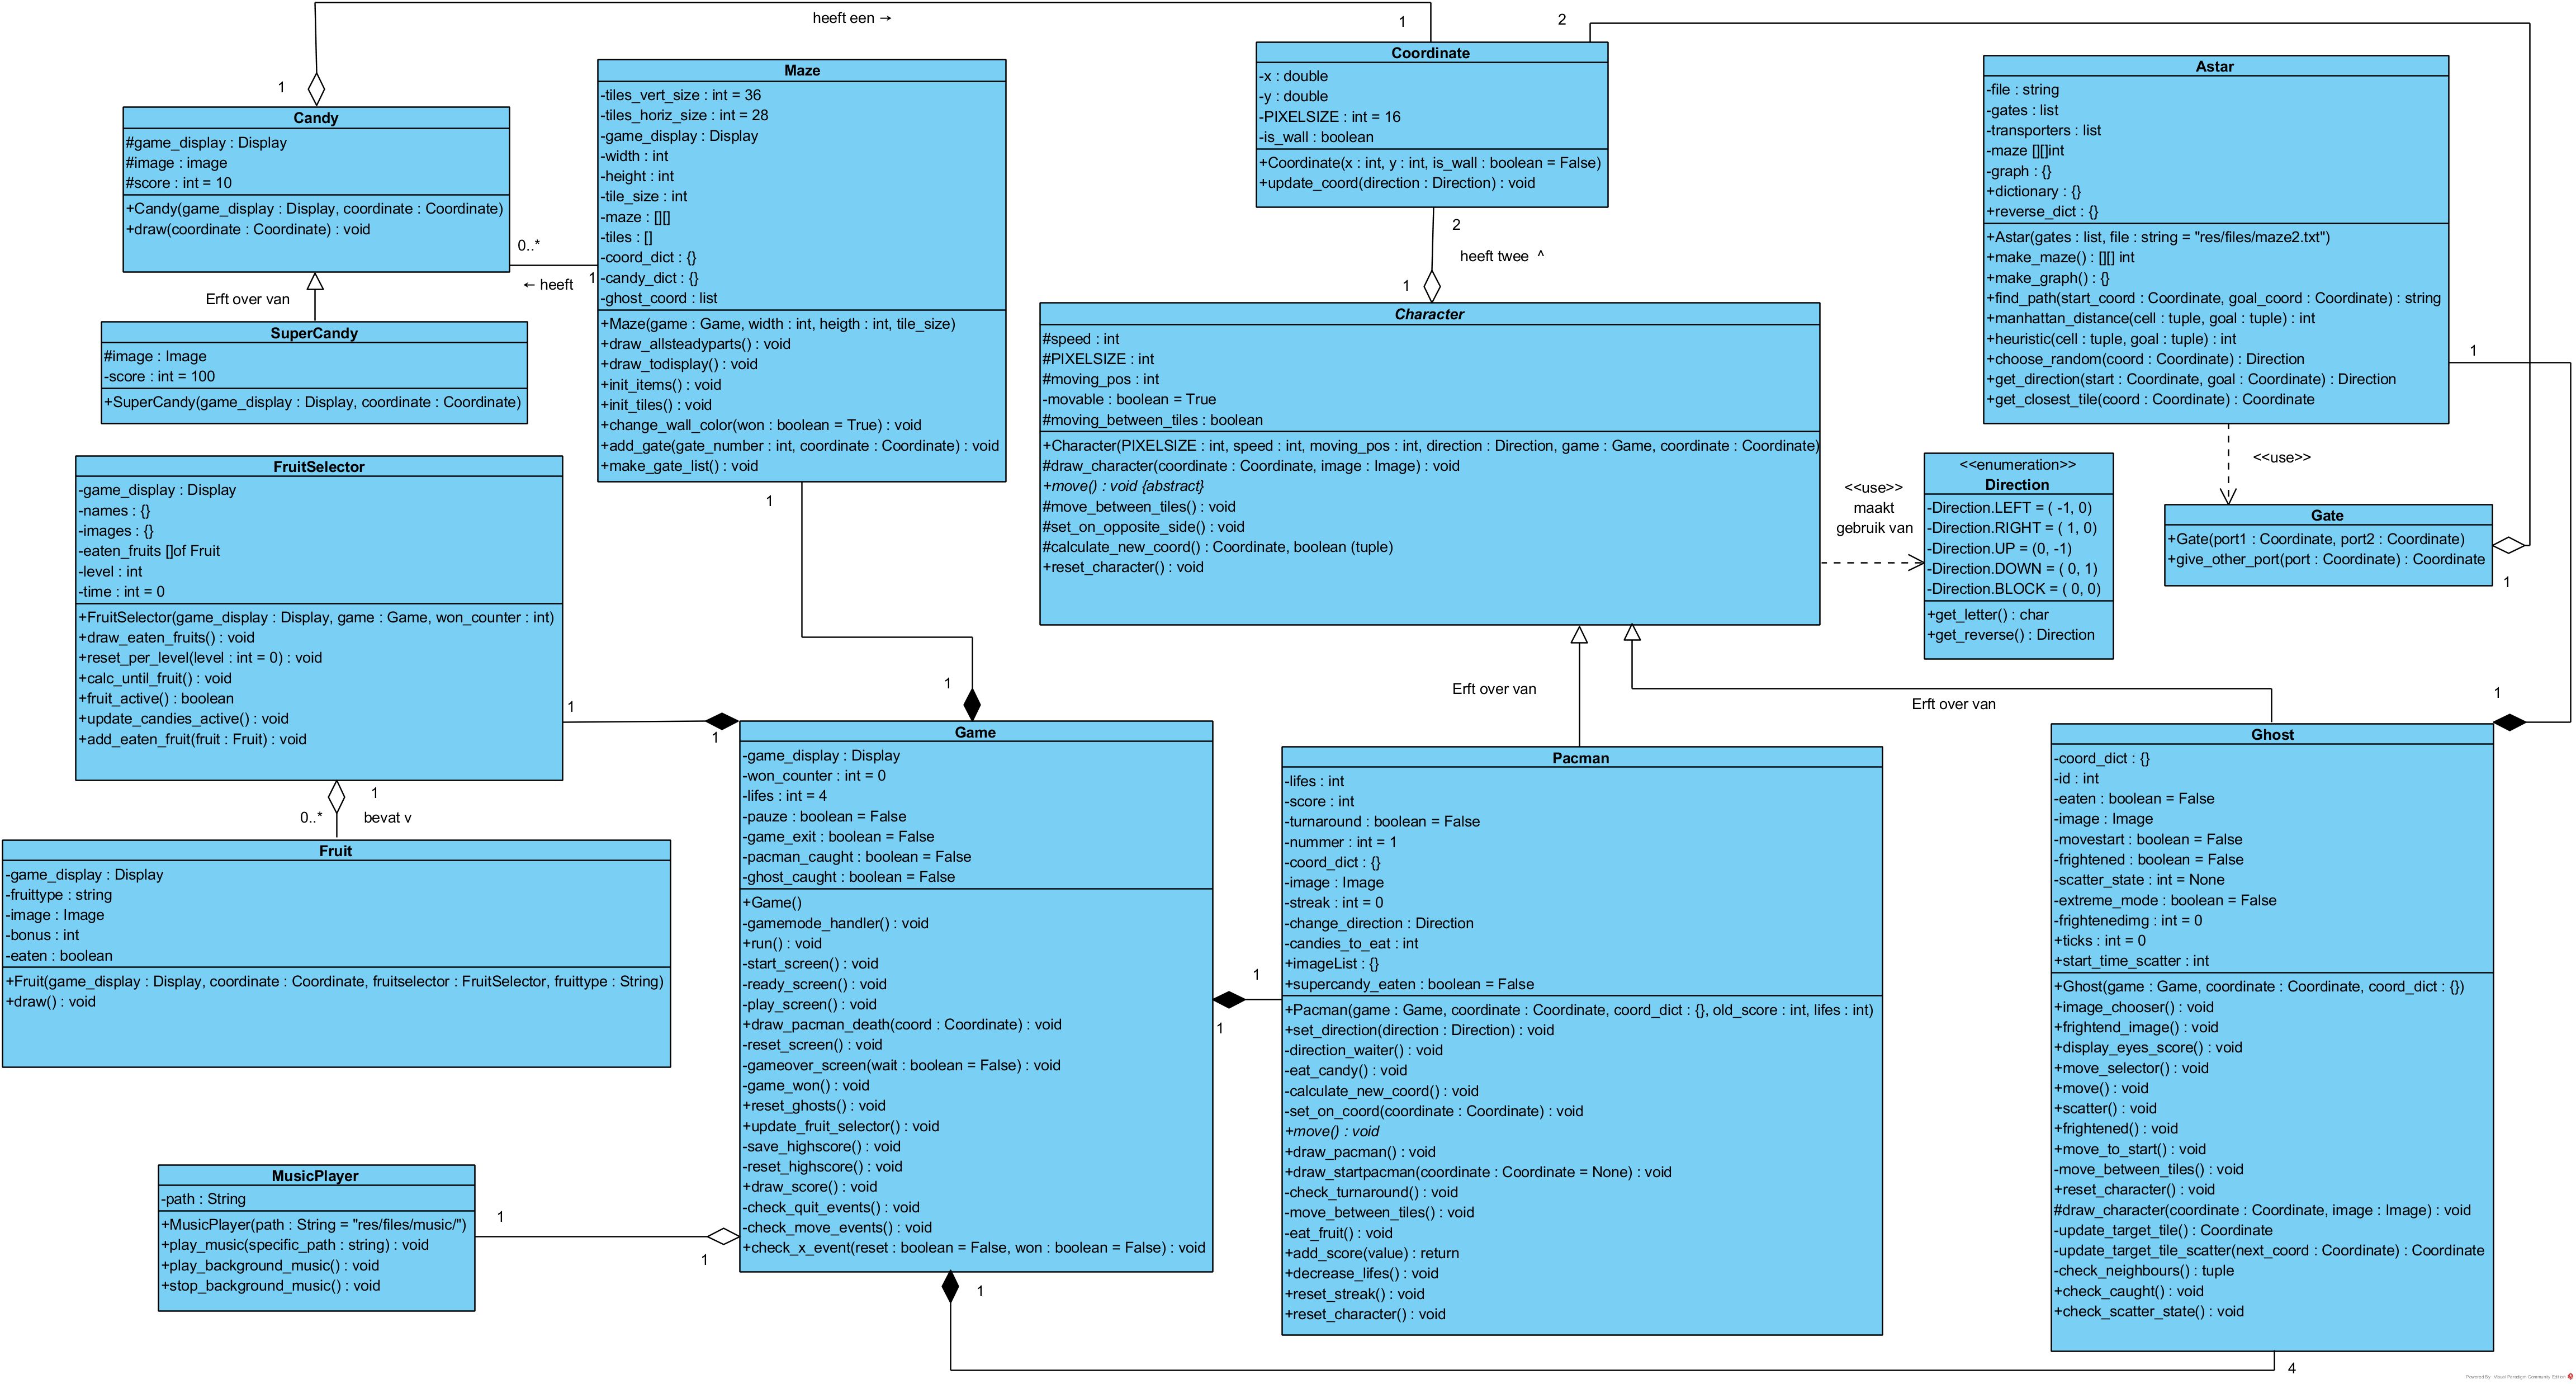 heeft een →
1
2
1
Candy
#game_display : Display
#image : image
#score : int = 10
+Candy(game_display : Display, coordinate : Coordinate)
+draw(coordinate : Coordinate) : void
0..*
1
← heeft
Erft over van
SuperCandy
#image : Image
-score : int = 100
+SuperCandy(game_display : Display, coordinate : Coordinate)
Maze
-tiles_vert_size : int = 36
-tiles_horiz_size : int = 28
-game_display : Display
-width : int
-height : int
-tile_size : int
-maze : [][]
-tiles : []
-coord_dict : {}
-candy_dict : {}
-ghost_coord : list
+Maze(game : Game, width : int, heigth : int, tile_size)
+draw_allsteadyparts() : void
+draw_todisplay() : void
+init_items() : void
+init_tiles() : void
+change_wall_color(won : boolean = True) : void
+add_gate(gate_number : int, coordinate : Coordinate) : void
+make_gate_list() : void
1
Coordinate
-x : double
-y : double
-PIXELSIZE : int = 16
-is_wall : boolean
+Coordinate(x : int, y : int, is_wall : boolean = False)
+update_coord(direction : Direction) : void
2
heeft twee ^
1
Character
#speed : int
#PIXELSIZE : int
#moving_pos : int
-movable : boolean = True
#moving_between_tiles : boolean
+Character(PIXELSIZE : int, speed : int, moving_pos : int, direction : Direction, game : Game, coordinate : Coordinate)
#draw_character(coordinate : Coordinate, image : Image) : void
+move() : void {abstract}
#move_between_tiles() : void
#set_on_opposite_side() : void
#calculate_new_coord() : Coordinate, boolean (tuple)
+reset_character() : void
<<use>>
maakt
gebruik van
Astar
-file : string
-gates : list
-transporters : list
-maze [][]int
-graph : {}
+dictionary : {}
+reverse_dict : {}
+Astar(gates : list, file : string = "res/files/maze2.txt")
+make_maze() : [][] int
+make_graph() : {}
+find_path(start_coord : Coordinate, goal_coord : Coordinate) : string
+manhattan_distance(cell : tuple, goal : tuple) : int
+heuristic(cell : tuple, goal : tuple) : int
+choose_random(coord : Coordinate) : Direction
+get_direction(start : Coordinate, goal : Coordinate) : Direction
+get_closest_tile(coord : Coordinate) : Coordinate
1
<<use>>
<<enumeration>>
Direction
-Direction.LEFT = ( -1, 0)
-Direction.RIGHT = ( 1, 0)
-Direction.UP = (0, -1)
-Direction.DOWN = ( 0, 1)
-Direction.BLOCK = ( 0, 0)
+get_letter() : char
+get_reverse() : Direction
Gate
+Gate(port1 : Coordinate, port2 : Coordinate)
+give_other_port(port : Coordinate) : Coordinate
1
FruitSelector
-game_display : Display
-names : {}
-images : {}
-eaten_fruits []of Fruit
-level : int
-time : int = 0
+FruitSelector(game_display : Display, game : Game, won_counter : int)
+draw_eaten_fruits() : void
+reset_per_level(level : int = 0) : void
+calc_until_fruit() : void
+fruit_active() : boolean
+update_candies_active() : void
+add_eaten_fruit(fruit : Fruit) : void
1
1
1
1
0..*
bevat v
Fruit
-game_display : Display
-fruittype : string
-image : Image
-bonus : int
-eaten : boolean
+Fruit(game_display : Display, coordinate : Coordinate, fruitselector : FruitSelector, fruittype : String)
+draw() : void
Game
-game_display : Display
-won_counter : int = 0
-lifes : int = 4
-pauze : boolean = False
-game_exit : boolean = False
-pacman_caught : boolean = False
-ghost_caught : boolean = False
+Game()
-gamemode_handler() : void
+run() : void
-start_screen() : void
-ready_screen() : void
-play_screen() : void
+draw_pacman_death(coord : Coordinate) : void
-reset_screen() : void
-gameover_screen(wait : boolean = False) : void
-game_won() : void
+reset_ghosts() : void
+update_fruit_selector() : void
-save_highscore() : void
-reset_highscore() : void
+draw_score() : void
-check_quit_events() : void
-check_move_events() : void
+check_x_event(reset : boolean = False, won : boolean = False) : void
1
1
Erft over van
Pacman
-lifes : int
-score : int
-turnaround : boolean = False
-nummer : int = 1
-coord_dict : {}
-image : Image
-streak : int = 0
-change_direction : Direction
-candies_to_eat : int
+imageList : {}
+supercandy_eaten : boolean = False
+Pacman(game : Game, coordinate : Coordinate, coord_dict : {}, old_score : int, lifes : int)
+set_direction(direction : Direction) : void
-direction_waiter() : void
-eat_candy() : void
-calculate_new_coord() : void
-set_on_coord(coordinate : Coordinate) : void
+move() : void
+draw_pacman() : void
+draw_startpacman(coordinate : Coordinate = None) : void
-check_turnaround() : void
-move_between_tiles() : void
-eat_fruit() : void
+add_score(value) : return
+decrease_lifes() : void
+reset_streak() : void
+reset_character() : void
Erft over van
1
Ghost
-coord_dict : {}
-id : int
-eaten : boolean = False
-image : Image
-movestart : boolean = False
-frightened : boolean = False
-scatter_state : int = None
-extreme_mode : boolean = False
-frightenedimg : int = 0
+ticks : int = 0
+start_time_scatter : int
+Ghost(game : Game, coordinate : Coordinate, coord_dict : {})
+image_chooser() : void
+frightend_image() : void
+display_eyes_score() : void
+move_selector() : void
+move() : void
+scatter() : void
+frightened() : void
+move_to_start() : void
-move_between_tiles() : void
+reset_character() : void
#draw_character(coordinate : Coordinate, image : Image) : void
-update_target_tile() : Coordinate
-update_target_tile_scatter(next_coord : Coordinate) : Coordinate
-check_neighbours() : tuple
+check_caught() : void
+check_scatter_state() : void
MusicPlayer
-path : String
+MusicPlayer(path : String = "res/files/music/")
+play_music(specific_path : string) : void
+play_background_music() : void
+stop_background_music() : void
1
1
1
4
Powered By Visual Paradigm Community Edition